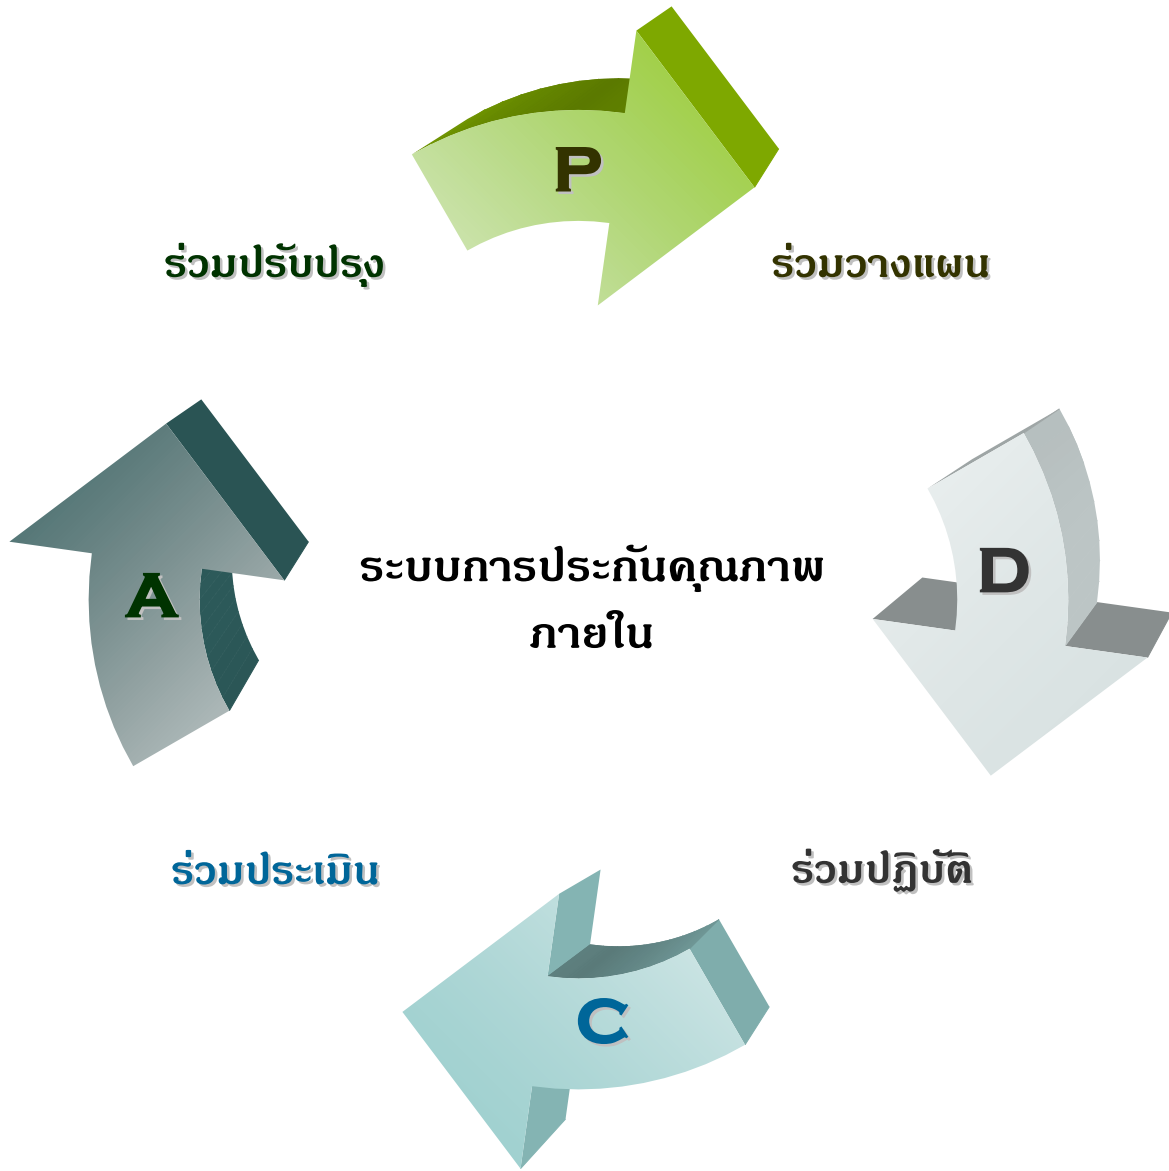 P
ร่วมปรับปรุง
ร่วมวางแผน
A
ระบบการประกันคุณภาพ
ภายใน
D
ร่วมประเมิน
ร่วมปฏิบัติ
C